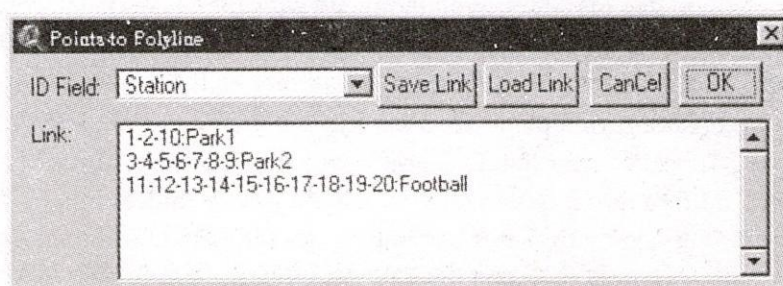 Points to Polyline
ID Field: Station Save Link Load Link CanCel OK
Link:
1-2-10:Park1
3-4-5-6-7-8-9:Park2
11-12-13-14-15-16-17-18-19-20:Football